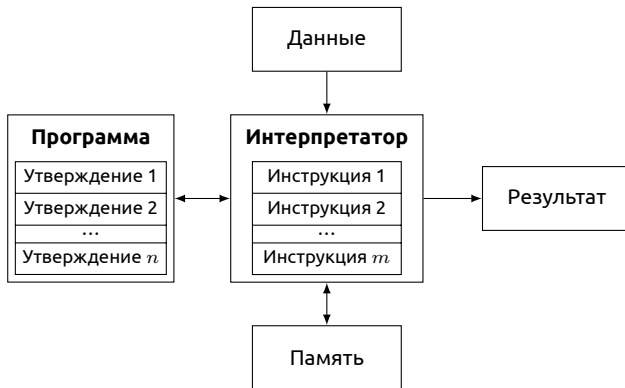 Данные
Программа
Утверждение 1
Утверждение 2
...
Утверждение n
Интерпретатор
Инструкция 1
Инструкция 2
...
Инструкция m
Результат
Память